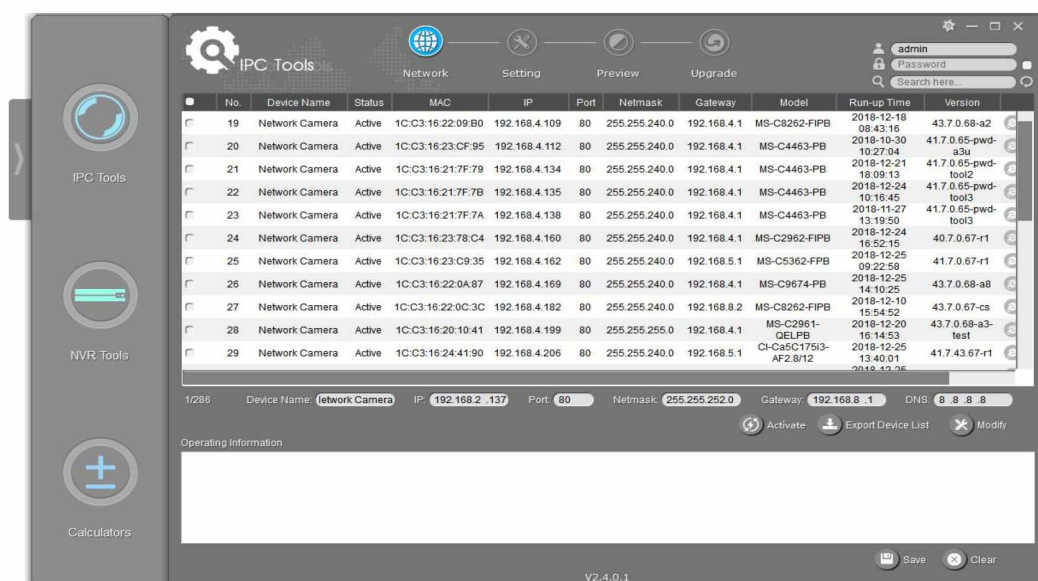 IPC Tools
Network
Setting
Preview
Upgrade
admin
Password
Search here...
No. Device Name Status MAC IP Port Netmask Gateway Model Run-up Time Version
19 Network Camera Active 1C:C3:16:22:09:B0 192.168.4.109 80 255.255.240.0 192.168.4.1 MS-C8262-FIPB 2018-12-18 08:43:16 43.7.0.68-a2
20 Network Camera Active 1C:C3:16:23:CF:95 192.168.4.112 80 255.255.240.0 192.168.4.1 MS-C4463-PB 2018-10-30 10:27:04 41.7.0.65-pwd-a3u
21 Network Camera Active 1C:C3:16:21:7F:79 192.168.4.134 80 255.255.240.0 192.168.4.1 MS-C4463-PB 2018-12-21 18:09:13 41.7.0.65-pwd-tool2
22 Network Camera Active 1C:C3:16:21:7F:7B 192.168.4.135 80 255.255.240.0 192.168.4.1 MS-C4463-PB 2018-12-24 10:16:45 41.7.0.65-pwd-tool3
23 Network Camera Active 1C:C3:16:21:7F:7A 192.168.4.138 80 255.255.240.0 192.168.4.1 MS-C4463-PB 2018-11-27 13:19:50 41.7.0.65-pwd-tool3
24 Network Camera Active 1C:C3:16:23:78:C4 192.168.4.160 80 255.255.240.0 192.168.4.1 MS-C2962-FIPB 2018-12-24 16:52:15 40.7.0.67-r1
25 Network Camera Active 1C:C3:16:23:C9:35 192.168.4.162 80 255.255.240.0 192.168.5.1 MS-C5362-FPB 2018-12-25 09:22:58 41.7.0.67-r1
26 Network Camera Active 1C:C3:16:22:0A:87 192.168.4.169 80 255.255.240.0 192.168.4.1 MS-C9674-PB 2018-12-25 14:10:25 43.7.0.68-a8
27 Network Camera Active 1C:C3:16:22:0C:3C 192.168.4.182 80 255.255.240.0 192.168.8.2 MS-C8262-FIPB 2018-12-10 15:54:52 43.7.0.67-cs
28 Network Camera Active 1C:C3:16:20:10:41 192.168.4.199 80 255.255.255.0 192.168.4.1 MS-C2961-QELPB 2018-12-20 16:14:53 43.7.0.68-a3-test
29 Network Camera Active 1C:C3:16:24:41:90 192.168.4.206 80 255.255.240.0 192.168.5.1 CI-Ca5C175i3-AF2.8/12 2018-12-25 13:40:01 41.7.43.67-r1
1/286 Device Name: letwork Camera IP: 192.168.2 .137 Port: 80 Netmask: 255.255.252.0 Gateway: 192.168.8 .1 DNS: 8 .8 .8 .8
Activate Export Device List Modify
Operating Information
Save Clear
V2.4.0.1
IPC Tools
NVR Tools
Calculators